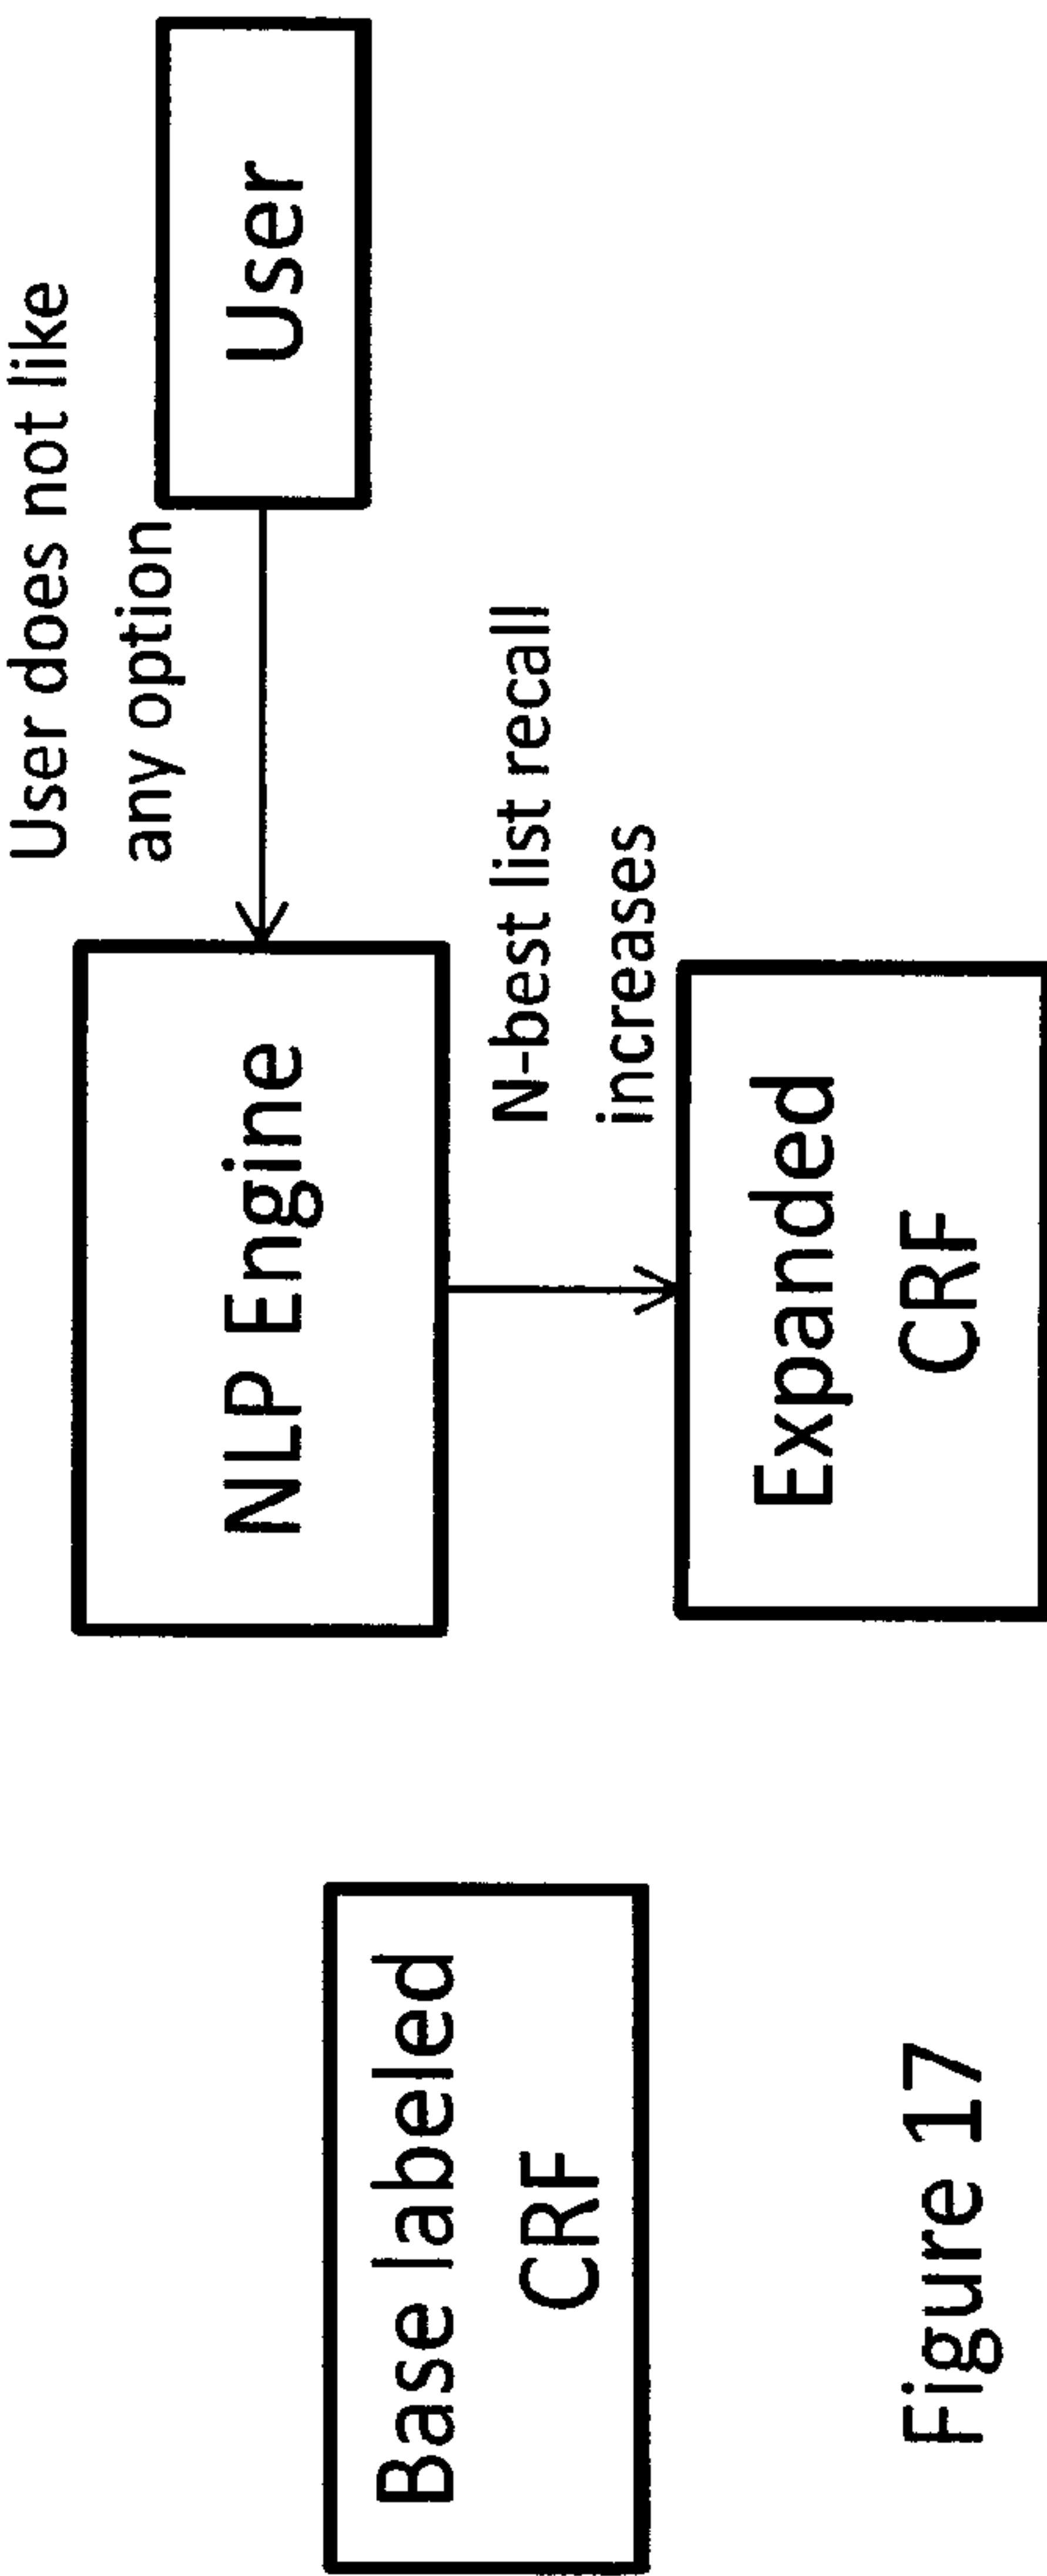 User does not like
any option
User
NLP Engine
N-best list recall
increases
Expanded
CRF
Base labeled
CRF
Figure 17